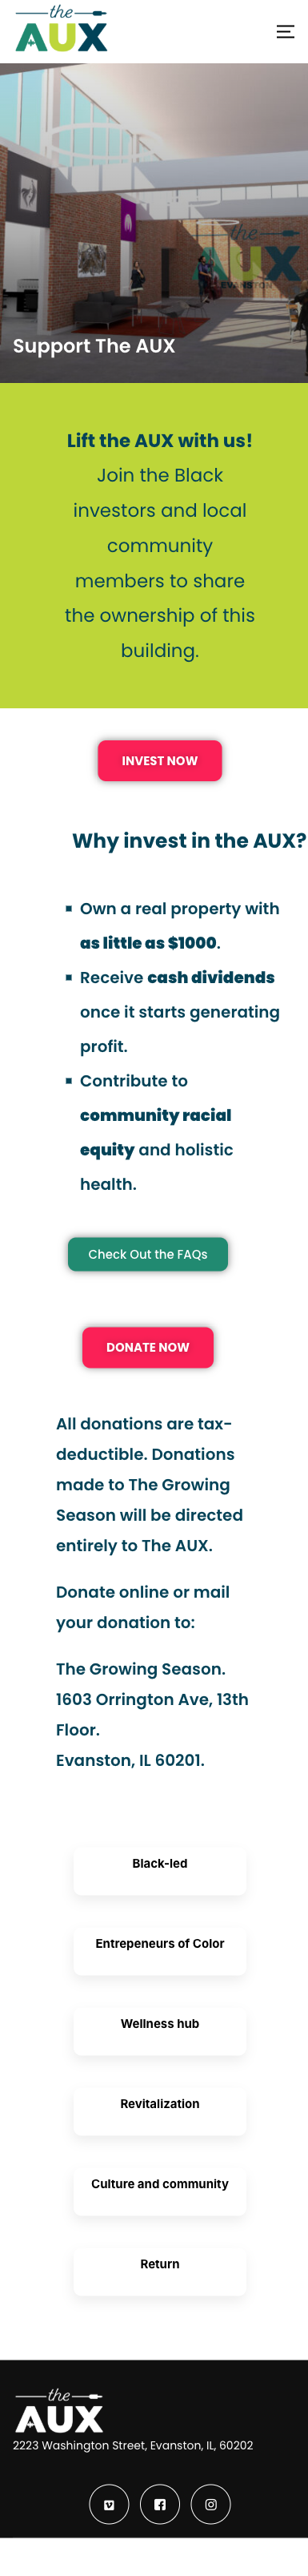 the
AUX
the
AUX
EVANSTON
Support The AUX
Lift the AUX with us!
Join the Black
investors and local
community
members to share
the ownership of this
building.
INVEST NOW
Why invest in the AUX?
Own a real property with
as little as $1000.
Receive cash dividends
once it starts generating
profit.
Contribute to
community racial
equity and holistic
health.
Check Out the FAQs
DONATE NOW
All donations are tax-
deductible. Donations
made to The Growing
Season will be directed
entirely to The AUX.
Donate online or mail
your donation to:
The Growing Season.
1603 Orrington Ave, 13th
Floor.
Evanston, IL 60201.
Black-led
Entrepeneurs of Color
Wellness hub
Revitalization
Culture and community
Return
the
AUX
2223 Washington Street, Evanston, IL, 60202